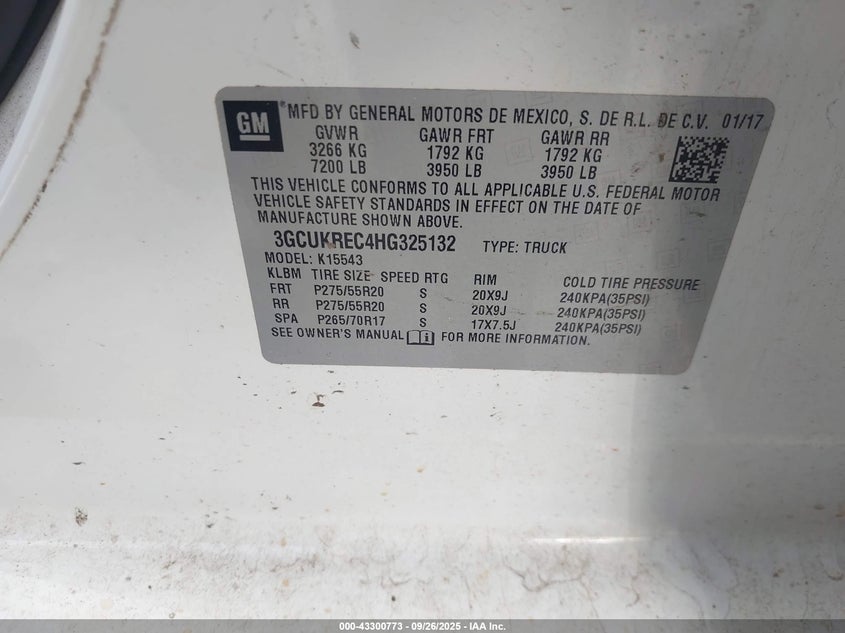 GM
*MFD BY GENERAL MOTORS DE MEXICO, S. DE R.L. DE C.V. 01/17
GVWR GAWR FRT GAWR RR
3266 KG 1792 KG 1792 KG
7200 LB 3950 LB 3950 LB
THIS VEHICLE CONFORMS TO ALL APPLICABLE U.S. FEDERAL MOTOR
VEHICLE SAFETY STANDARDS IN EFFECT ON THE DATE OF
MANUFACTURE SHOWN ABOVE.
3GCUKREC4HG325132 TYPE: TRUCK
MODEL: K15543
KLBM TIRE SIZE SPEED RTG RIM COLD TIRE PRESSURE
FRT P275/55R20 S 20X9J 240KPA(35PSI)
RR P275/55R20 S 20X9J 240KPA(35PSI)
SPA P265/70R17 S 17X7.5J 240KPA(35PSI)
SEE OWNER'S MANUAL FOR MORE INFORMATION.
000-43300773 - 09/26/2025 - IAA Inc.